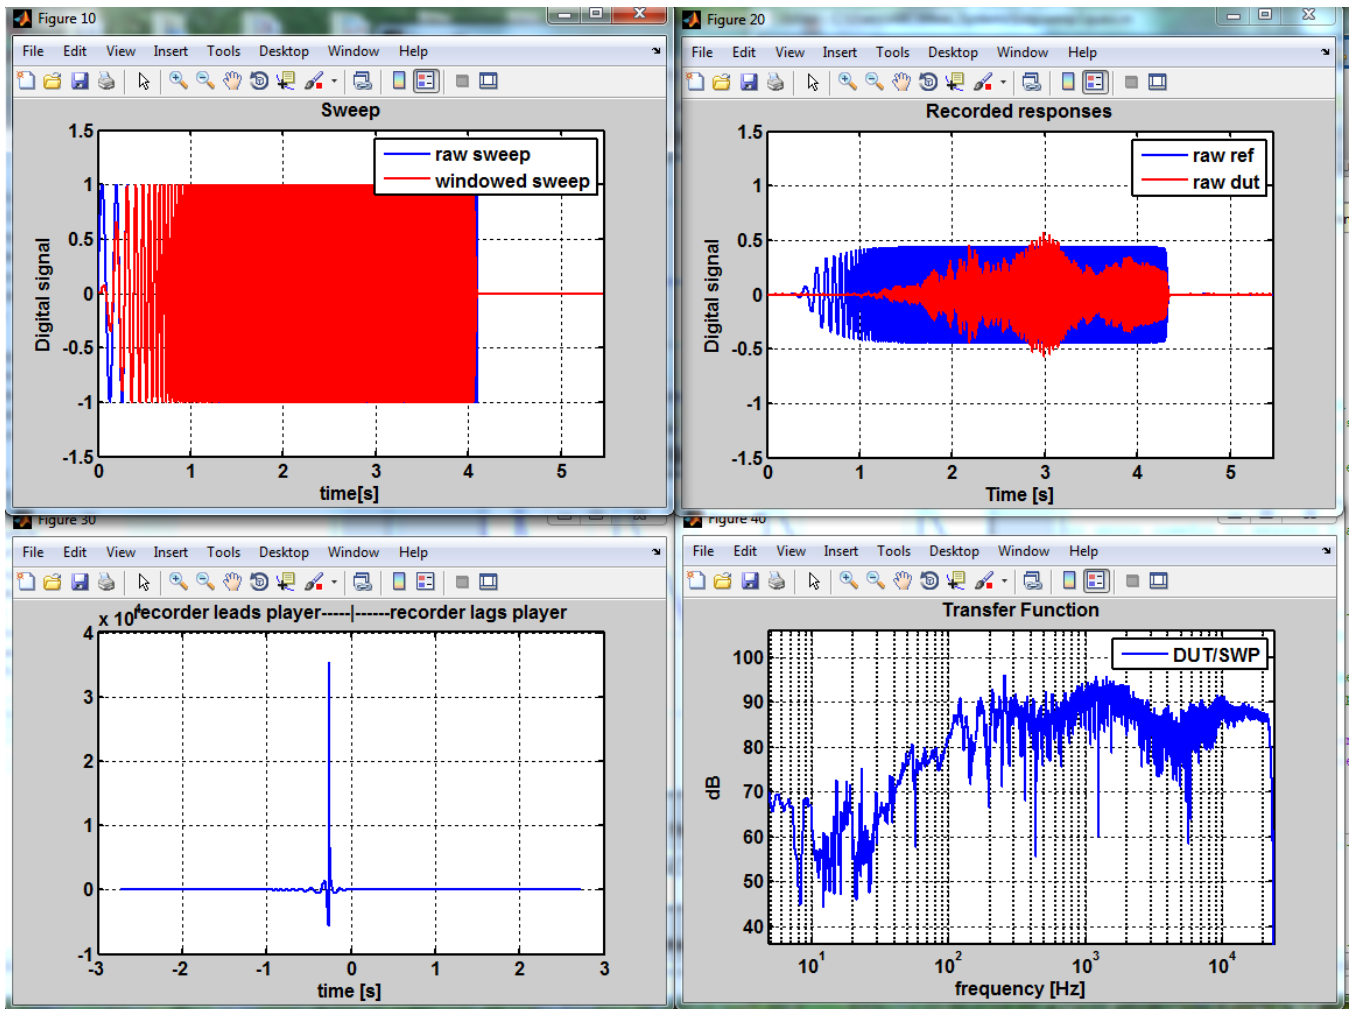 Figure 10
File Edit View Insert Tools Desktop Window Help
Sweep
1.5
1
0.5
0
-0.5
-1
-1.5
Digital signal
raw sweep
windowed sweep
0 1 2 3 4 5
time[s]
Figure 20
File Edit View Insert Tools Desktop Window Help
Recorded responses
1.5
1
0.5
0
-0.5
-1
-1.5
Digital signal
raw ref
raw dut
0 1 2 3 4 5
Time [s]
Figure 30
File Edit View Insert Tools Desktop Window Help
x 10
recorder leads player-----|------recorder lags player
4
3
2
1
0
-1
-3 -2 -1 0 1 2 3
time [s]
Figure 40
File Edit View Insert Tools Desktop Window Help
Transfer Function
100
90
80
70
60
50
40
dB
DUT/SWP
10^1 10^2 10^3 10^4
frequency [Hz]